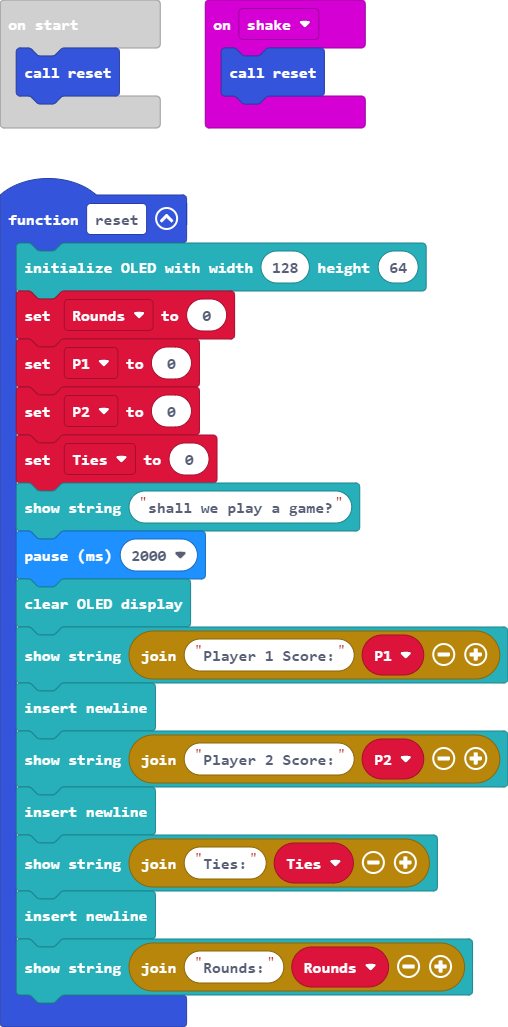 on start
call reset
on shake
call reset
function reset
initialize OLED with width 128 height 64
set Rounds to 0
set P1 to 0
set P2 to 0
set Ties to 0
show string "shall we play a game?"
pause (ms) 2000
clear OLED display
show string join "Player 1 Score:" P1
insert newline
show string join "Player 2 Score:" P2
insert newline
show string join "Ties:" Ties
insert newline
show string join "Rounds:" Rounds